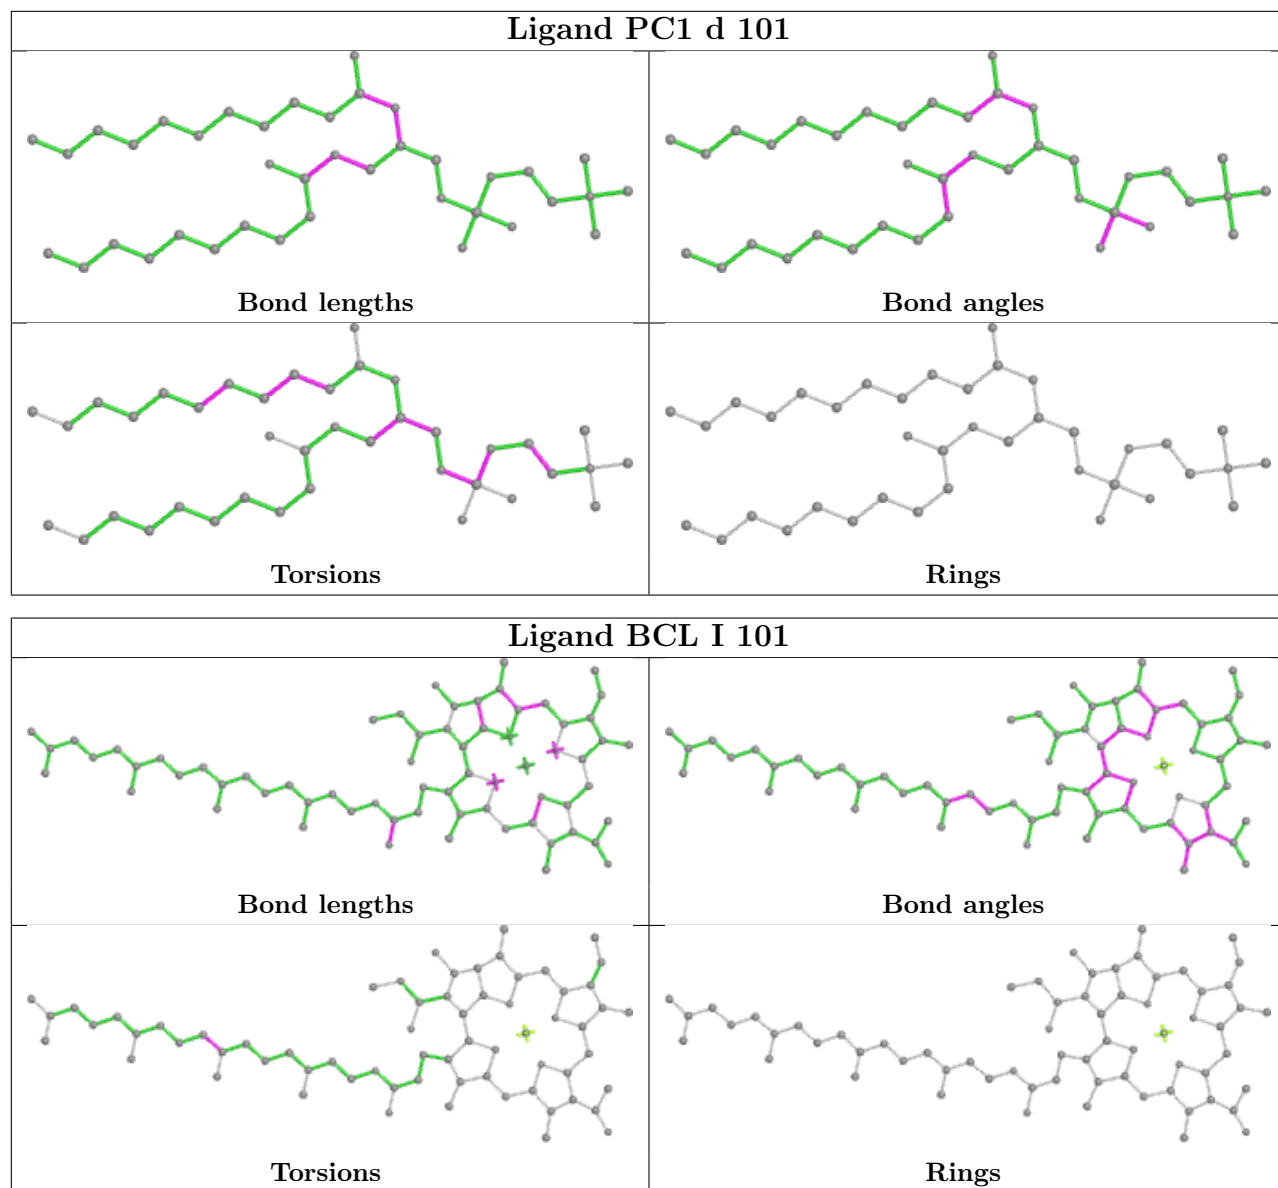 Ligand PC1 d 101
Bond lengths
Bond angles
Torsions
Rings
Ligand BCL I 101
Bond lengths
Bond angles
Torsions
Rings